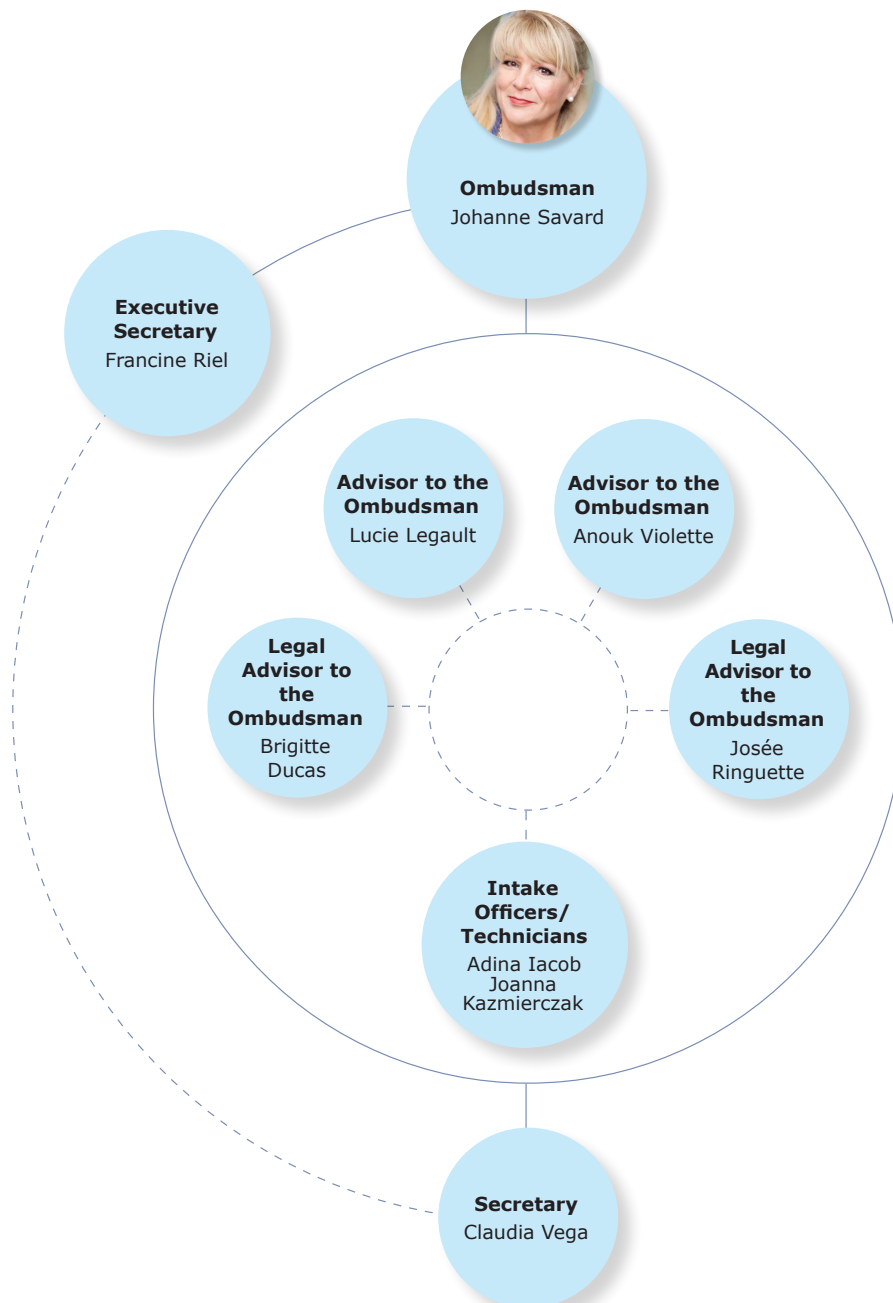 Ombudsman
Johanne Savard
Executive
Secretary
Francine Riel
Advisor to the
Ombudsman
Lucie Legault
Advisor to the
Ombudsman
Anouk Violette
Legal
Advisor to
the
Ombudsman
Brigitte
Ducas
Legal
Advisor to
the
Ombudsman
Josée
Ringuette
Intake
Officers/
Technicians
Adina Iacob
Joanna
Kazmierczak
Secretary
Claudia Vega